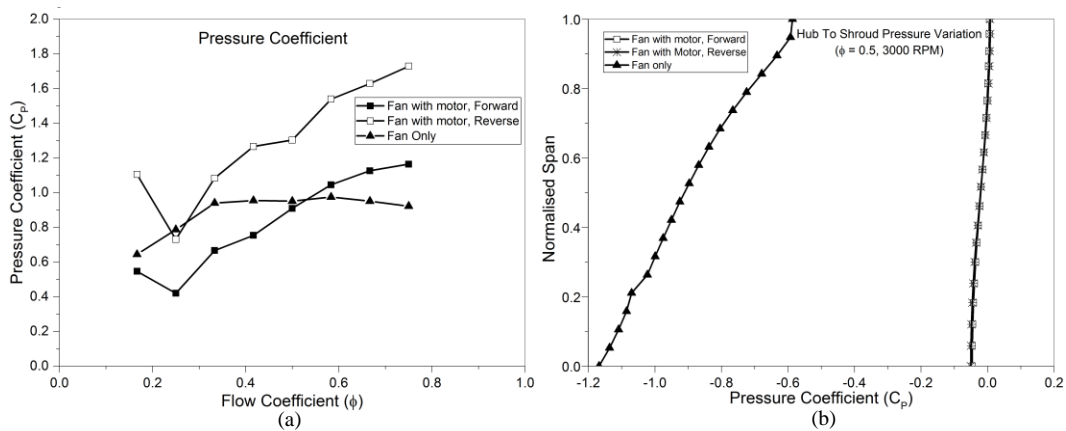 Pressure Coefficient
Fan with motor, Forward
Fan with motor, Reverse
Fan Only
Pressure Coefficient (C_P)
2.0
1.8
1.6
1.4
1.2
1.0
0.8
0.6
0.4
0.2
0.0
0.0 0.2 0.4 0.6 0.8 1.0
Flow Coefficient (ϕ)
(a)
Fan with motor, Forward
Fan with Motor, Reverse
Fan only
Hub To Shroud Pressure Variation
(ϕ = 0.5, 3000 RPM)
Normalised Span
1.0
0.8
0.6
0.4
0.2
0.0
-1.2 -1.0 -0.8 -0.6 -0.4 -0.2 0.0 0.2
Pressure Coefficient (C_P)
(b)